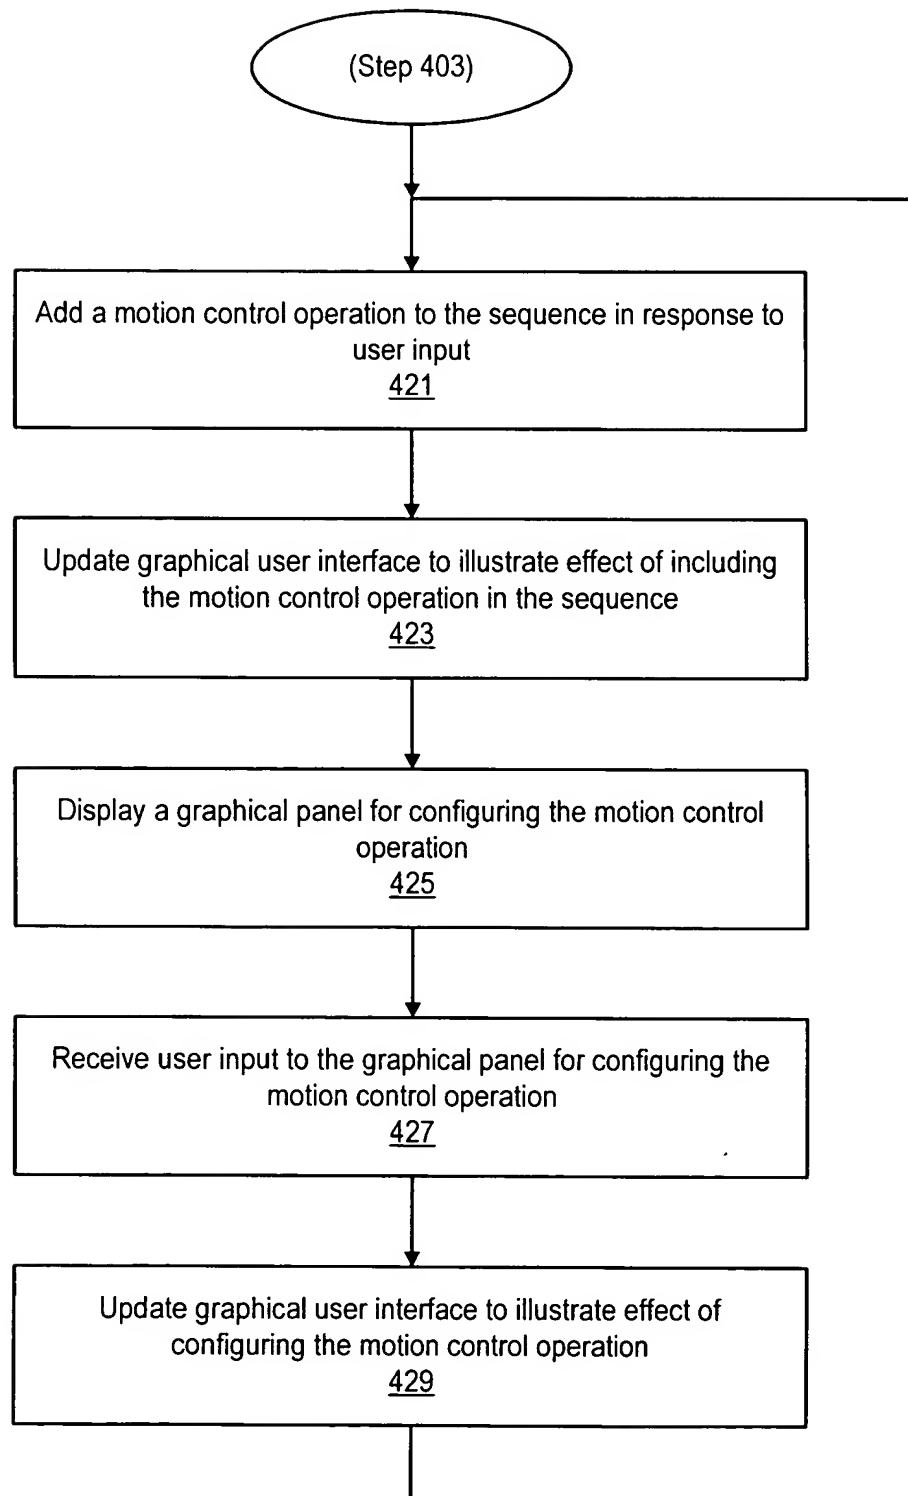 (Step 403)
Add a motion control operation to the sequence in response to
user input
421
Update graphical user interface to illustrate effect of including
the motion control operation in the sequence
423
Display a graphical panel for configuring the motion control
operation
425
Receive user input to the graphical panel for configuring the
motion control operation
427
Update graphical user interface to illustrate effect of
configuring the motion control operation
429